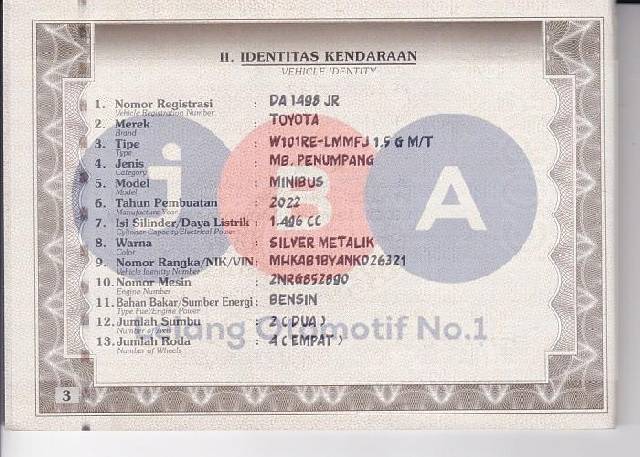 II. IDENTITAS KENDARAAN
VEHICLE IDENTITY
1. Nomor Registrasi : DA 1498 JR
Vehicle Registration Number
2. Merek : TOYOTA
Brand
3. Tipe : W101RE-LMMFJ 1.5 G M/T
Type
4. Jenis : MB. PENUMPANG
Category
5. Model : MINIBUS
Model
6. Tahun Pembuatan : 2022
Manufacture Year
7. Isi Silinder/Daya Listrik : 1.496 CC
Cylinder Capacity/Electrical Power
8. Warna : SILVER METALIK
Color
9. Nomor Rangka/NIK/VIN : MHKAB1BYANK026321
Vehicle Identity Number
10. Nomor Mesin : 2NRG852890
Engine Number
11. Bahan Bakar/Sumber Energi : BENSIN
Type Fuel/Engine Power
12. Jumlah Sumbu : 2 ( DUA )
Number of Axle
13. Jumlah Roda : 4 ( EMPAT )
Number of Wheels
iBA
Lelang Otomotif No.1
3